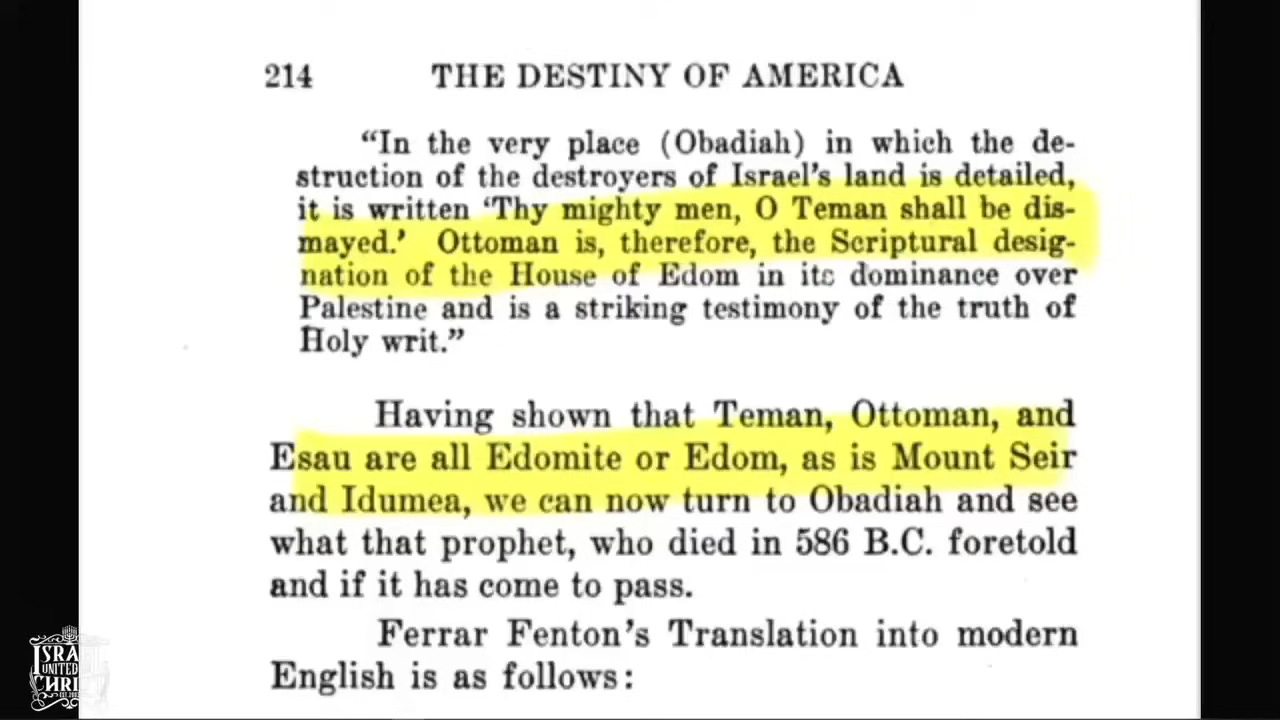 214 THE DESTINY OF AMERICA
“In the very place (Obadiah) in which the de-
struction of the destroyers of Israel’s land is detailed,
it is written ‘Thy mighty men, O Teman shall be dis-
mayed.’ Ottoman is, therefore, the Scriptural desig-
nation of the House of Edom in its dominance over
Palestine and is a striking testimony of the truth of
Holy writ.”
Having shown that Teman, Ottoman, and
Esau are all Edomite or Edom, as is Mount Seir
and Idumea, we can now turn to Obadiah and see
what that prophet, who died in 586 B.C. foretold
and if it has come to pass.
Ferrar Fenton’s Translation into modern
English is as follows:
UNITED